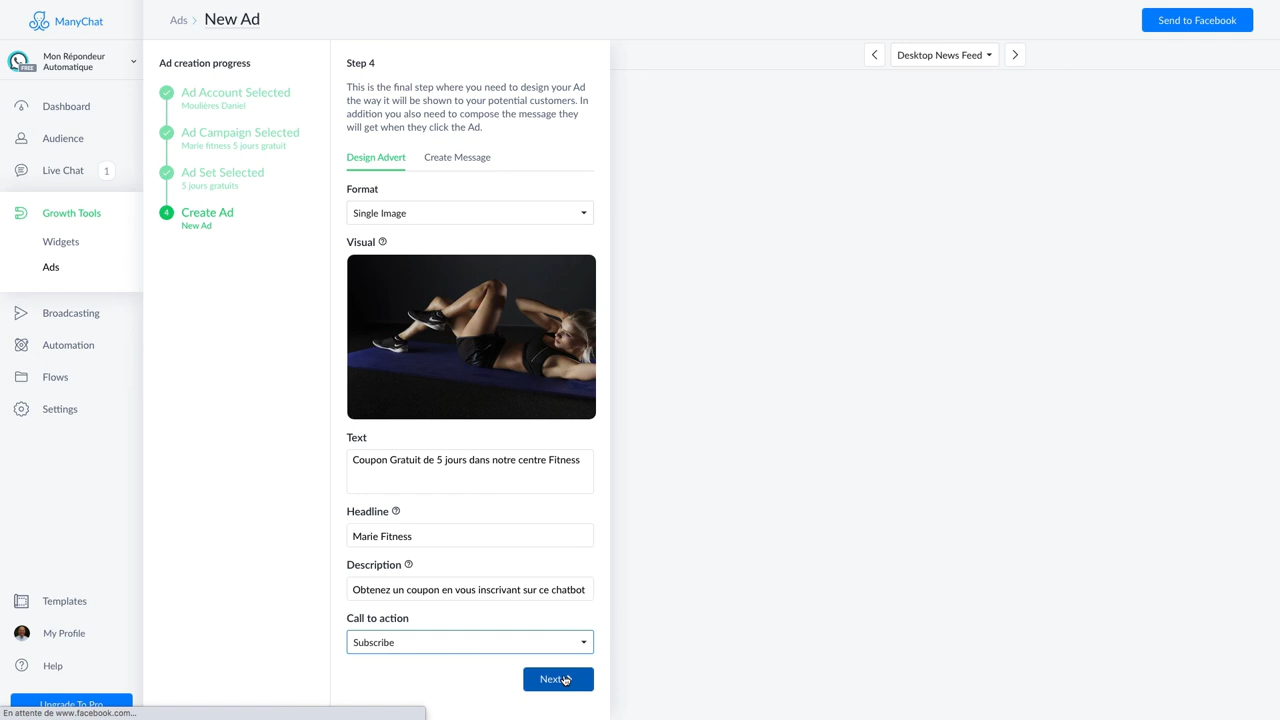 ManyChat
Ads
New Ad
Send to Facebook
FREE
Mon Répondeur
Automatique
Dashboard
Audience
Live Chat
1
Growth Tools
Widgets
Ads
Broadcasting
Automation
Flows
Settings
Templates
My Profile
Help
Upgrade To Pro
En attente de www.facebook.com...
Ad creation progress
Ad Account Selected
Moulières Daniel
Ad Campaign Selected
Marie fitness 5 jours gratuit
Ad Set Selected
5 jours gratuits
4
Create Ad
New Ad
Step 4
This is the final step where you need to design your Ad
the way it will be shown to your potential customers. In
addition you also need to compose the message they
will get when they click the Ad.
Design Advert
Create Message
Format
Single Image
Visual
Text
Coupon Gratuit de 5 jours dans notre centre Fitness
Headline
Marie Fitness
Description
Obtenez un coupon en vous inscrivant sur ce chatbot
Call to action
Subscribe
Next
Desktop News Feed